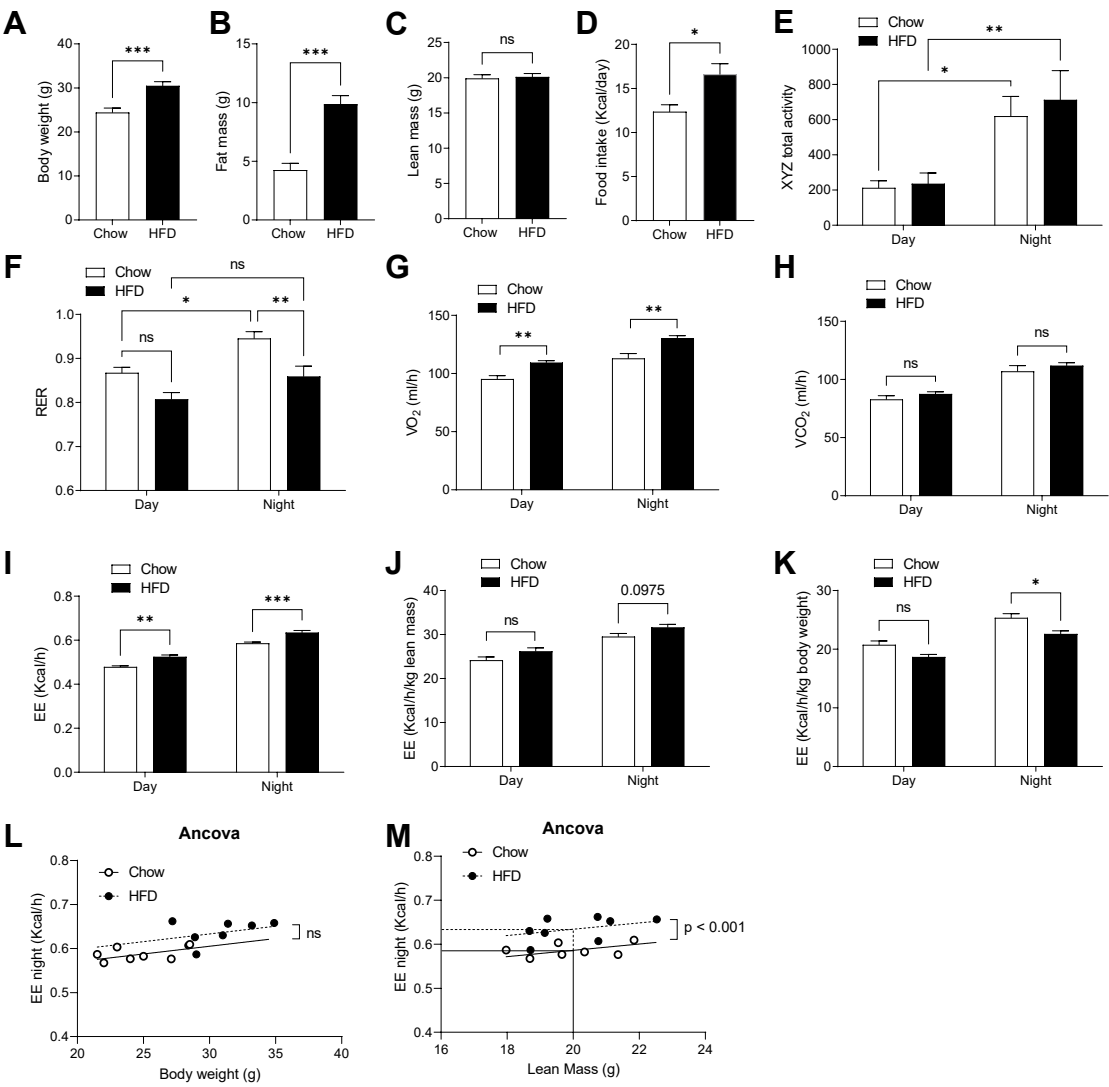 A
Body weight (g)
40
30
20
10
0
***
Chow
HFD
B
Fat mass (g)
15
10
5
0
***
Chow
HFD
C
Lean mass (g)
25
20
15
10
5
0
ns
Chow
HFD
D
Food intake (Kcal/day)
20
15
10
5
0
*
Chow
HFD
E
Chow
HFD
XYZ total activity
1000
800
600
400
200
0
*
**
Day
Night
F
Chow
HFD
RER
1.0
0.9
0.8
0.7
0.6
ns
*
**
ns
Day
Night
G
Chow
HFD
VO2 (ml/h)
150
100
50
0
**
**
Day
Night
H
Chow
HFD
VCO2 (ml/h)
150
100
50
0
ns
ns
Day
Night
I
Chow
HFD
EE (Kcal/h)
0.8
0.6
0.4
0.2
0.0
**
***
Day
Night
J
Chow
HFD
EE (Kcal/h/kg lean mass)
40
30
20
10
0
ns
0.0975
Day
Night
K
Chow
HFD
EE (Kcal/h/kg body weight)
30
20
10
0
ns
*
Day
Night
L
Ancova
Chow
HFD
EE night (Kcal/h)
0.8
0.7
0.6
0.5
0.4
ns
20
25
30
35
40
Body weight (g)
M
Ancova
Chow
HFD
EE night (Kcal/h)
0.8
0.7
0.6
0.5
0.4
p < 0.001
16
18
20
22
24
Lean Mass (g)